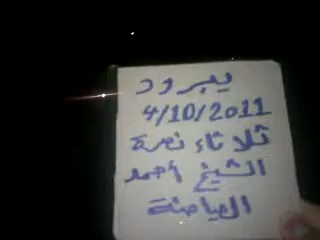 يبرود
4/10/2011
ثلاثاء نصرة
الشيخ أحمد
الصياصنة